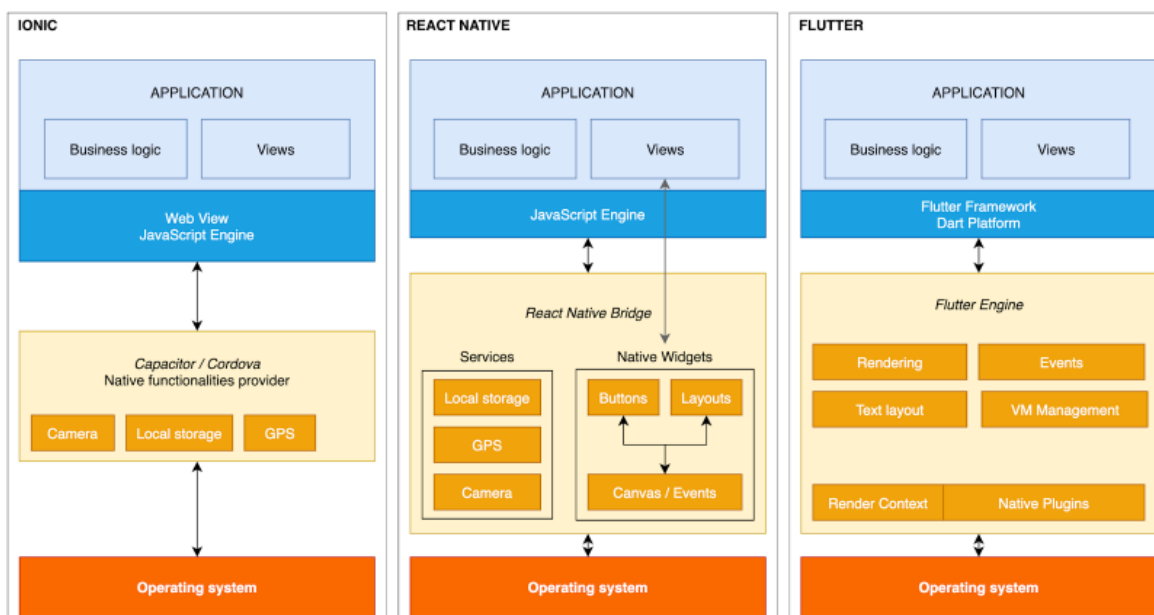 IONIC
APPLICATION
Business logic
Views
Web View
JavaScript Engine
Capacitor / Cordova
Native functionalities provider
Camera
Local storage
GPS
Operating system
REACT NATIVE
APPLICATION
Business logic
Views
JavaScript Engine
React Native Bridge
Services
Local storage
GPS
Camera
Native Widgets
Buttons
Layouts
Canvas / Events
Operating system
FLUTTER
APPLICATION
Business logic
Views
Flutter Framework
Dart Platform
Flutter Engine
Rendering
Events
Text layout
VM Management
Render Context
Native Plugins
Operating system